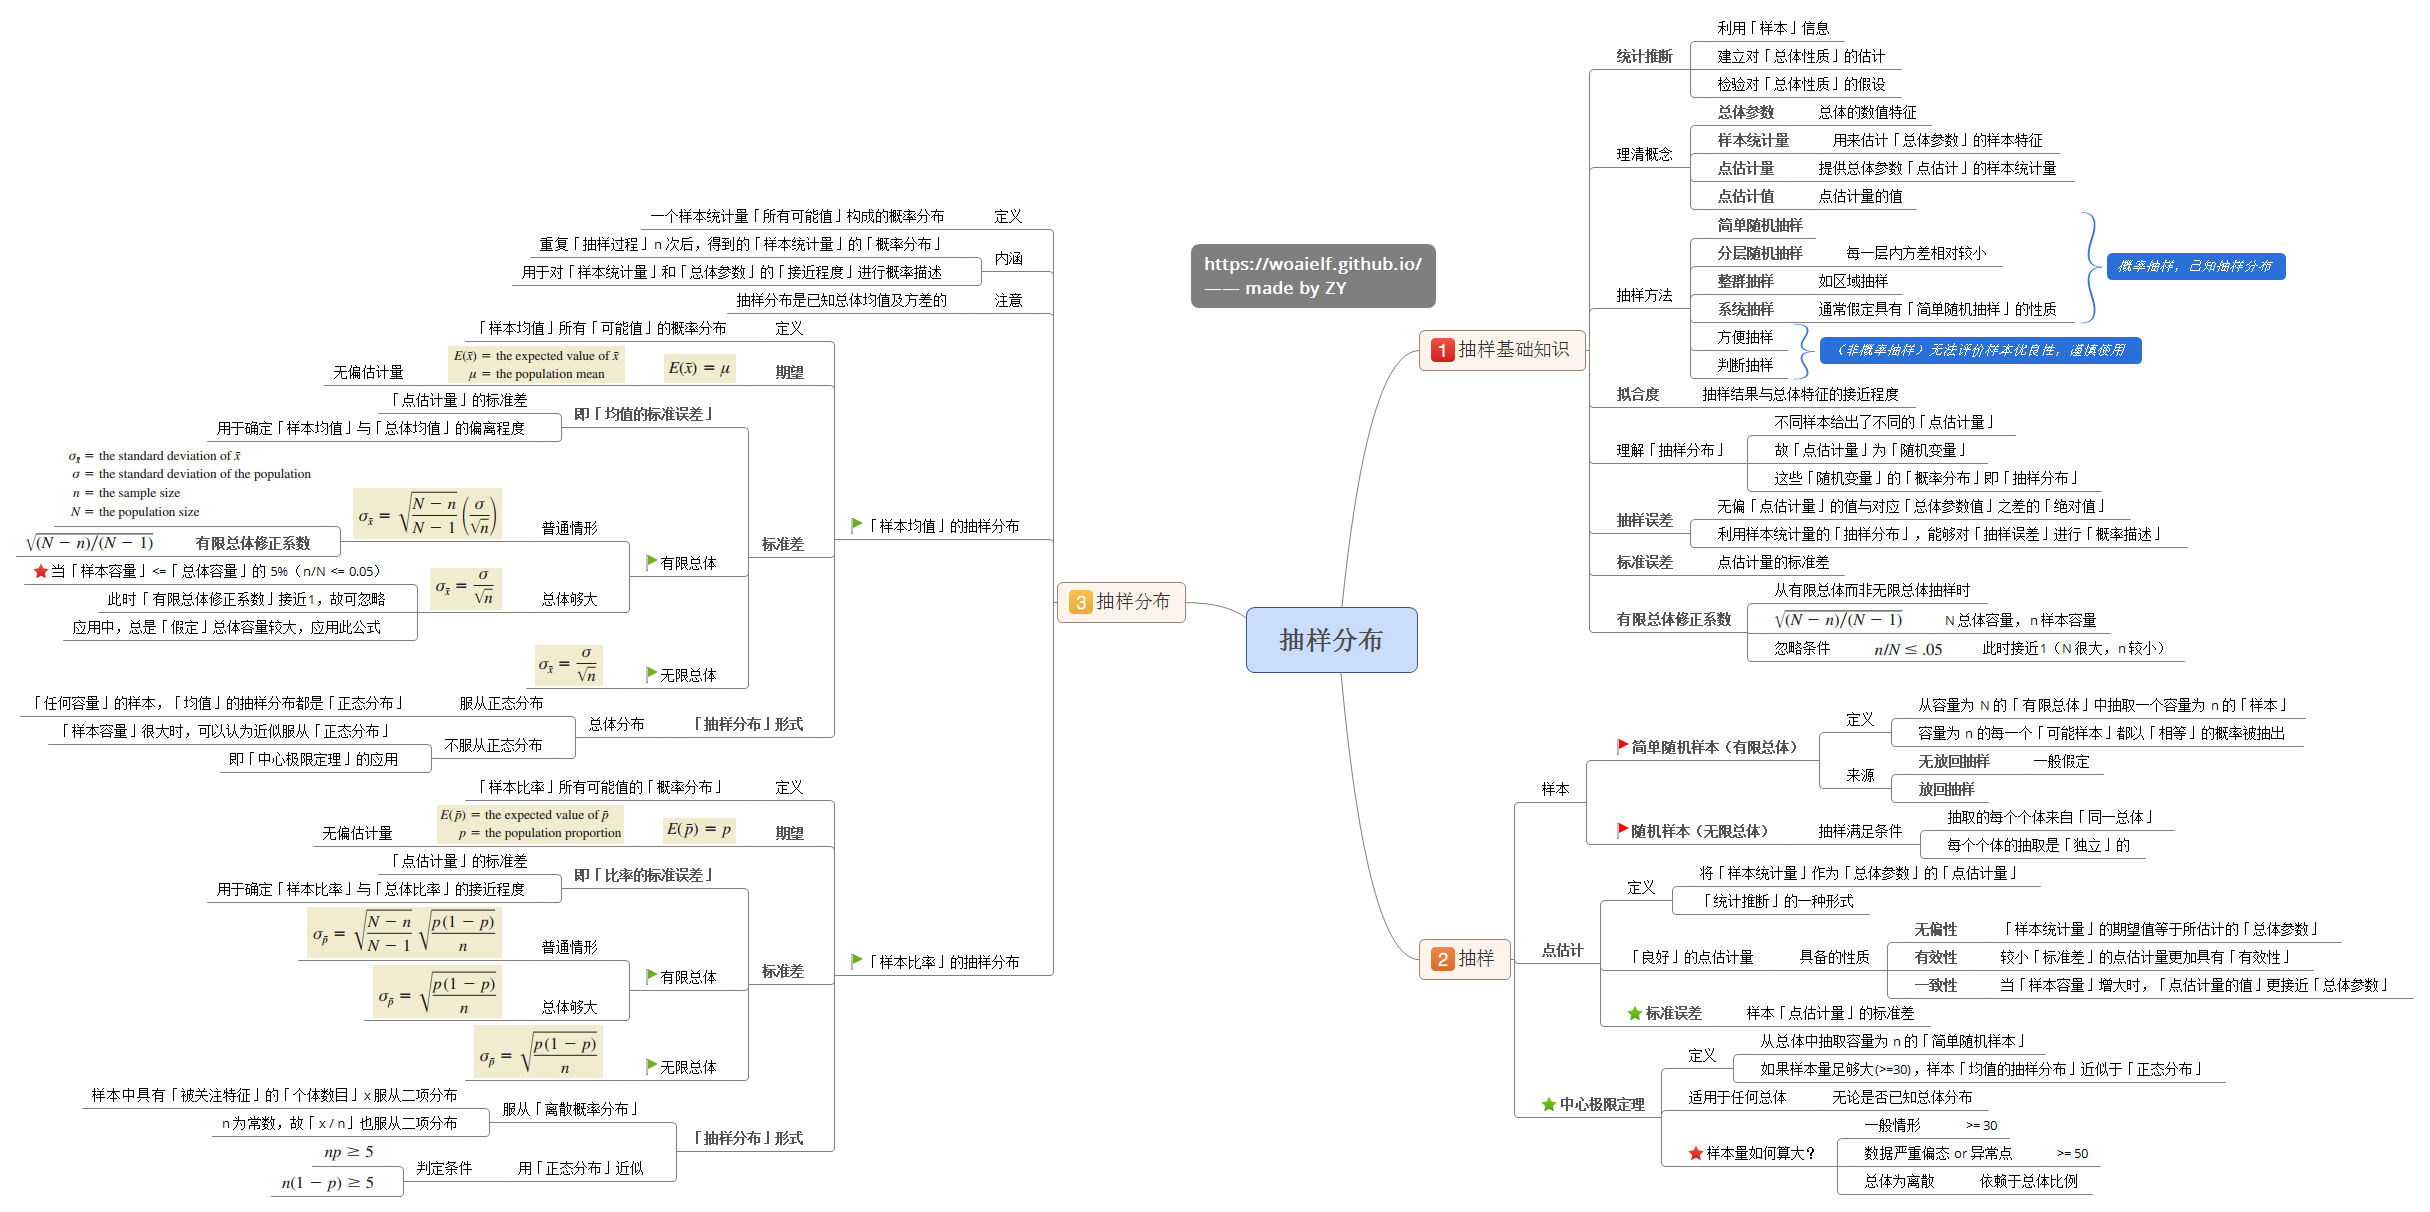 抽样分布
https://woaielf.github.io/
—— made by ZY
1 抽样基础知识
统计推断
利用「样本」信息
建立对「总体性质」的估计
检验对「总体性质」的假设
理清概念
总体参数 总体的数值特征
样本统计量 用来估计「总体参数」的样本特征
点估计量 提供总体参数「点估计」的样本统计量
点估计值 点估计量的值
抽样方法
简单随机抽样
分层随机抽样 每一层内方差相对较小
整群抽样 如区域抽样
系统抽样 通常假定具有「简单随机抽样」的性质
概率抽样，己知抽样分布
方便抽样
判断抽样
（非概率抽样）无法评价样本优良性，谨慎使用
拟合度 抽样结果与总体特征的接近程度
理解「抽样分布」
不同样本给出了不同的「点估计量」
故「点估计量」为「随机变量」
这些「随机变量」的「概率分布」即「抽样分布」
抽样误差
无偏「点估计量」的值与对应「总体参数值」之差的「绝对值」
利用样本统计量的「抽样分布」，能够对「抽样误差」进行「概率描述」
标准误差 点估计量的标准差
有限总体修正系数
从有限总体而非无限总体抽样时
√(N − n)/(N − 1) N 总体容量，n 样本容量
忽略条件 n/N ≤ .05 此时接近1（N 很大，n 较小）
2 抽样
样本
简单随机样本（有限总体）
定义
从容量为 N 的「有限总体」中抽取一个容量为 n 的「样本」
容量为 n 的每一个「可能样本」都以「相等」的概率被抽出
来源
无放回抽样 一般假定
放回抽样
随机样本（无限总体） 抽样满足条件
抽取的每个个体来自「同一总体」
每个个体的抽取是「独立」的
点估计
定义
将「样本统计量」作为「总体参数」的「点估计量」
「统计推断」的一种形式
「良好」的点估计量 具备的性质
无偏性 「样本统计量」的期望值等于所估计的「总体参数」
有效性 较小「标准差」的点估计量更加具有「有效性」
一致性 当「样本容量」增大时，「点估计量的值」更接近「总体参数」
标准误差 样本「点估计量」的标准差
中心极限定理
定义
从总体中抽取容量为 n 的「简单随机样本」
如果样本量足够大(>=30)，样本「均值的抽样分布」近似于「正态分布」
适用于任何总体 无论是否已知总体分布
样本量如何算大？
一般情形 >= 30
数据严重偏态 or 异常点 >= 50
总体为离散 依赖于总体比例
3 抽样分布
定义 一个样本统计量「所有可能值」构成的概率分布
内涵
重复「抽样过程」n 次后，得到的「样本统计量」的「概率分布」
用于对「样本统计量」和「总体参数」的「接近程度」进行概率描述
注意 抽样分布是已知总体均值及方差的
「样本均值」的抽样分布
定义 「样本均值」所有「可能值」的概率分布
期望 E(x̄) = μ
E(x̄) = the expected value of x̄
μ = the population mean
无偏估计量
标准差
即「均值的标准误差」
「点估计量」的标准差
用于确定「样本均值」与「总体均值」的偏离程度
有限总体
普通情形 σx̄ = √((N − n)/(N − 1)) (σ/√n)
σx̄ = the standard deviation of x̄
σ = the standard deviation of the population
n = the sample size
N = the population size
有限总体修正系数 √(N − n)/(N − 1)
总体够大 σx̄ = σ/√n
当「样本容量」<=「总体容量」的 5%（n/N <= 0.05）
此时「有限总体修正系数」接近1，故可忽略
应用中，总是「假定」总体容量较大，应用此公式
无限总体 σx̄ = σ/√n
「抽样分布」形式 总体分布
服从正态分布 「任何容量」的样本，「均值」的抽样分布都是「正态分布」
不服从正态分布
「样本容量」很大时，可以认为近似服从「正态分布」
即「中心极限定理」的应用
「样本比率」的抽样分布
定义 「样本比率」所有可能值的「概率分布」
期望 E(p̄) = p
E(p̄) = the expected value of p̄
p = the population proportion
无偏估计量
标准差
即「比率的标准误差」
「点估计量」的标准差
用于确定「样本比率」与「总体比率」的接近程度
有限总体
普通情形 σp̄ = √((N − n)/(N − 1)) √(p(1 − p)/n)
总体够大 σp̄ = √(p(1 − p)/n)
无限总体 σp̄ = √(p(1 − p)/n)
「抽样分布」形式
服从「离散概率分布」
样本中具有「被关注特征」的「个体数目」x 服从二项分布
n 为常数，故「x / n」也服从二项分布
用「正态分布」近似 判定条件
np ≥ 5
n(1 − p) ≥ 5